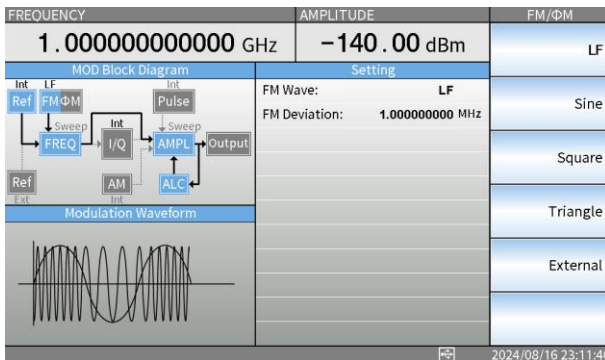 FREQUENCY AMPLITUDE FM/ΦM
1.000000000000 GHz -140.00 dBm
LF
MOD Block Diagram Setting
Int LF Int
Ref FMΦM Pulse
FM Wave: LF
Sine
Sweep Int Sweep
FM Deviation: 1.000000000 MHz
FREQ I/Q AMPL Output
Square
Ref AM ALC
Ext Int
Modulation Waveform
Triangle
External
2024/08/16 23:11:4